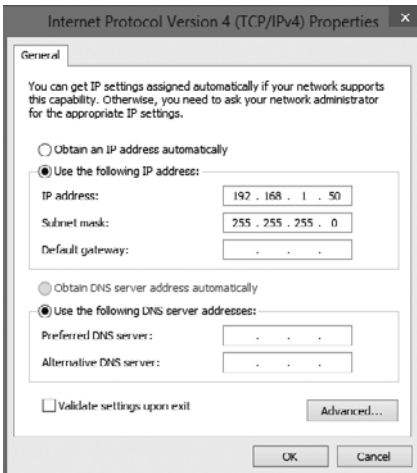 Internet Protocol Version 4 (TCP/IPv4) Properties
General
You can get IP settings assigned automatically if your network supports
this capability. Otherwise, you need to ask your network administrator
for the appropriate IP settings.
Obtain an IP address automatically
Use the following IP address:
IP address: 192 . 168 . 1 . 50
Subnet mask: 255 . 255 . 255 . 0
Default gateway: . . .
Obtain DNS server address automatically
Use the following DNS server addresses:
Preferred DNS server: . . .
Alternative DNS server: . . .
Validate settings upon exit
Advanced...
OK Cancel